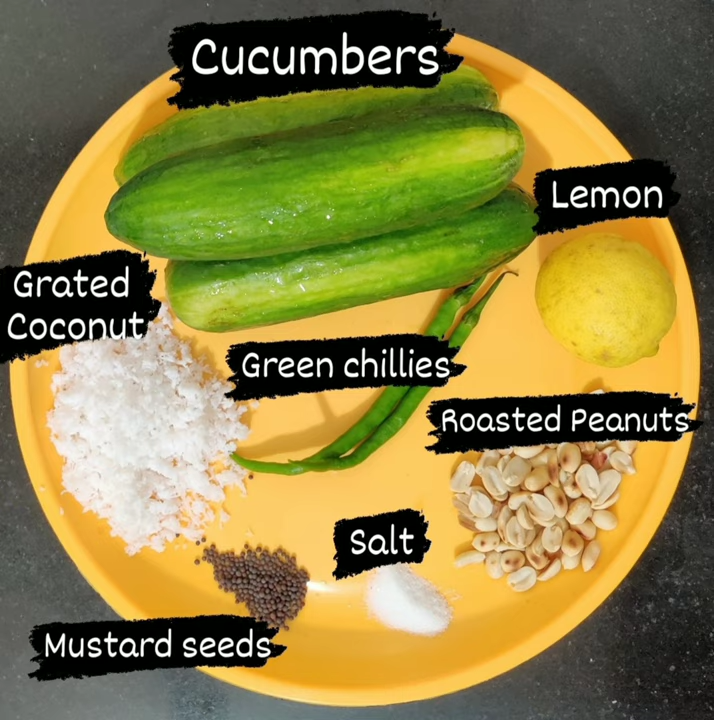 Cucumbers
Lemon
Grated
Coconut
Green chillies
Roasted Peanuts
Salt
Mustard seeds